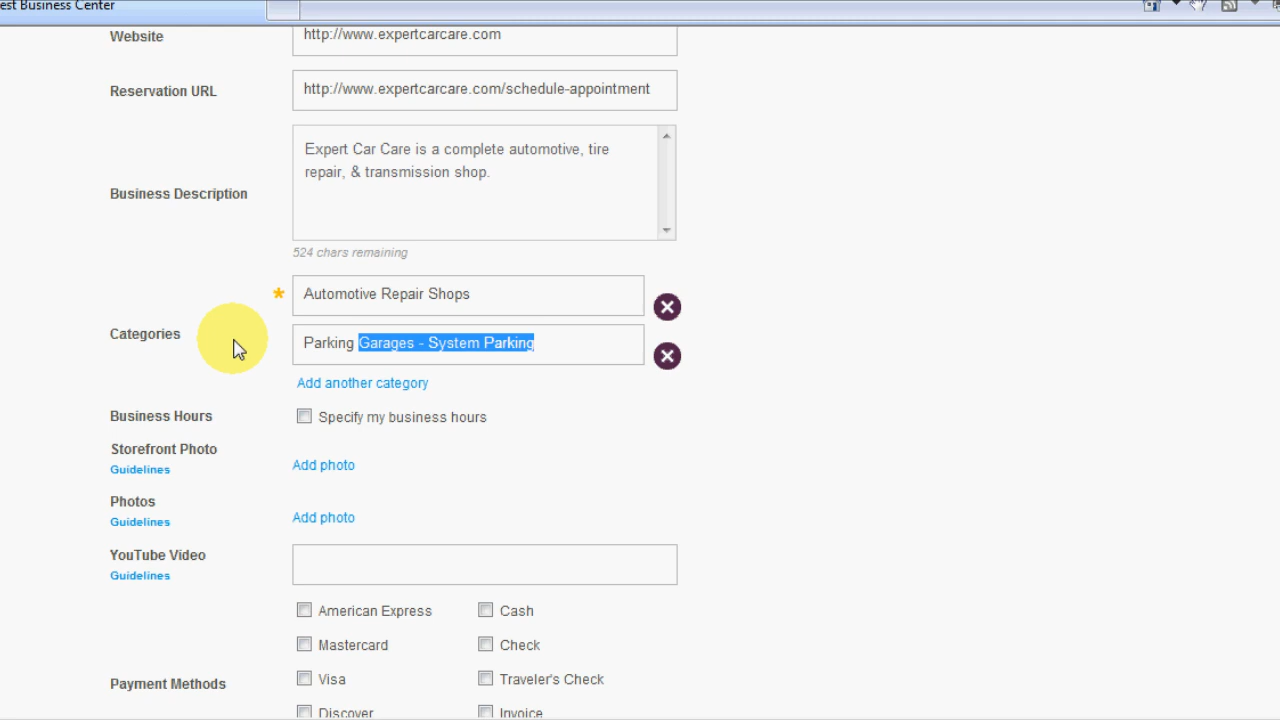 est Business Center
Website
http://www.expertcarcare.com
Reservation URL
http://www.expertcarcare.com/schedule-appointment
Business Description
Expert Car Care is a complete automotive, tire
repair, & transmission shop.
524 chars remaining
Categories
* Automotive Repair Shops
Parking Garages - System Parking
Add another category
Business Hours
Specify my business hours
Storefront Photo
Guidelines
Add photo
Photos
Guidelines
Add photo
YouTube Video
Guidelines
Payment Methods
American Express
Cash
Mastercard
Check
Visa
Traveler's Check
Discover
Invoice